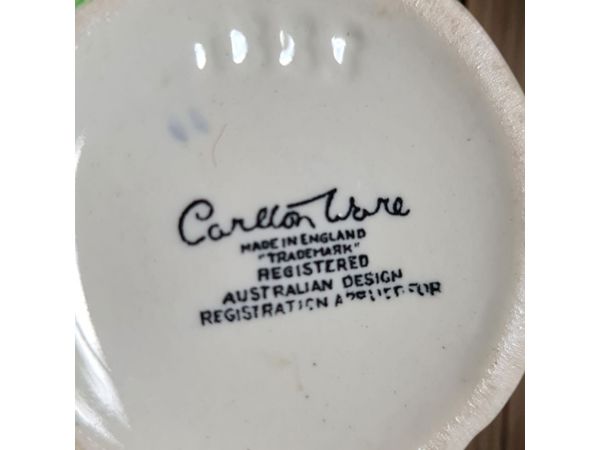 Carlton Ware
MADE IN ENGLAND
"TRADEMARK"
REGISTERED
AUSTRALIAN DESIGN
REGISTRATION APPLIED FOR